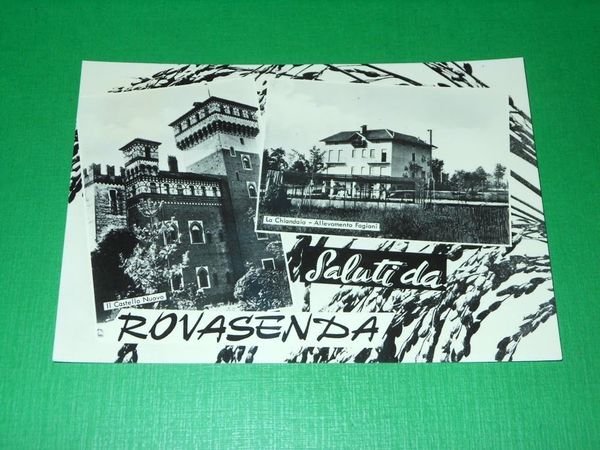 La Chiandaia - Allevamento Fagiani
Il Castello Nuovo
Saluti da
ROVASENDA